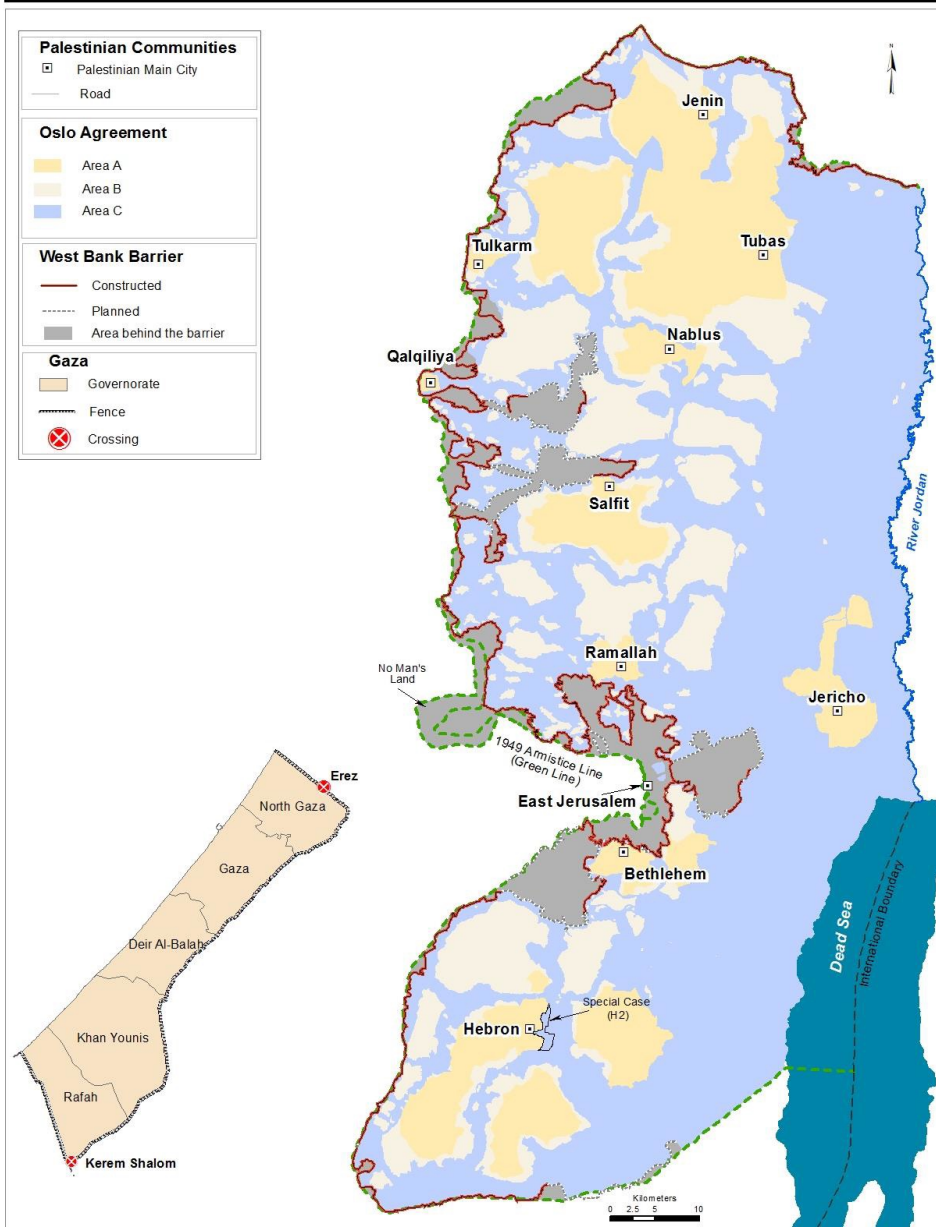 Palestinian Communities
Palestinian Main City
Road
Oslo Agreement
Area A
Area B
Area C
West Bank Barrier
Constructed
Planned
Area behind the barrier
Gaza
Governorate
Fence
Crossing
N
Jenin
Tulkarm
Tubas
Nablus
Qalqiliya
Salfit
River Jordan
Ramallah
No Man's
Land
Jericho
1949 Armistice Line
(Green Line)
East Jerusalem
Bethlehem
Erez
North Gaza
Gaza
Deir Al-Balah
Khan Younis
Rafah
Kerem Shalom
Dead Sea
International Boundary
Special Case
(H2)
Hebron
Kilometers
0 2.5 5 10